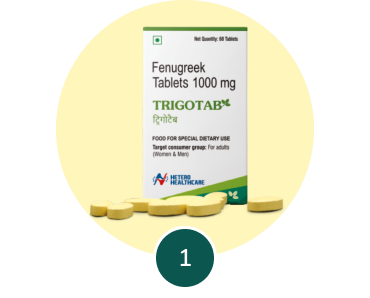 Net Quantity: 60 Tablets
Fenugreek
Tablets 1000 mg
TRIGOTAB
ट्रिगोटैब
FOOD FOR SPECIAL DIETARY USE
Target consumer group: For adults
(Women & Men)
HETERO
HEALTHCARE
1